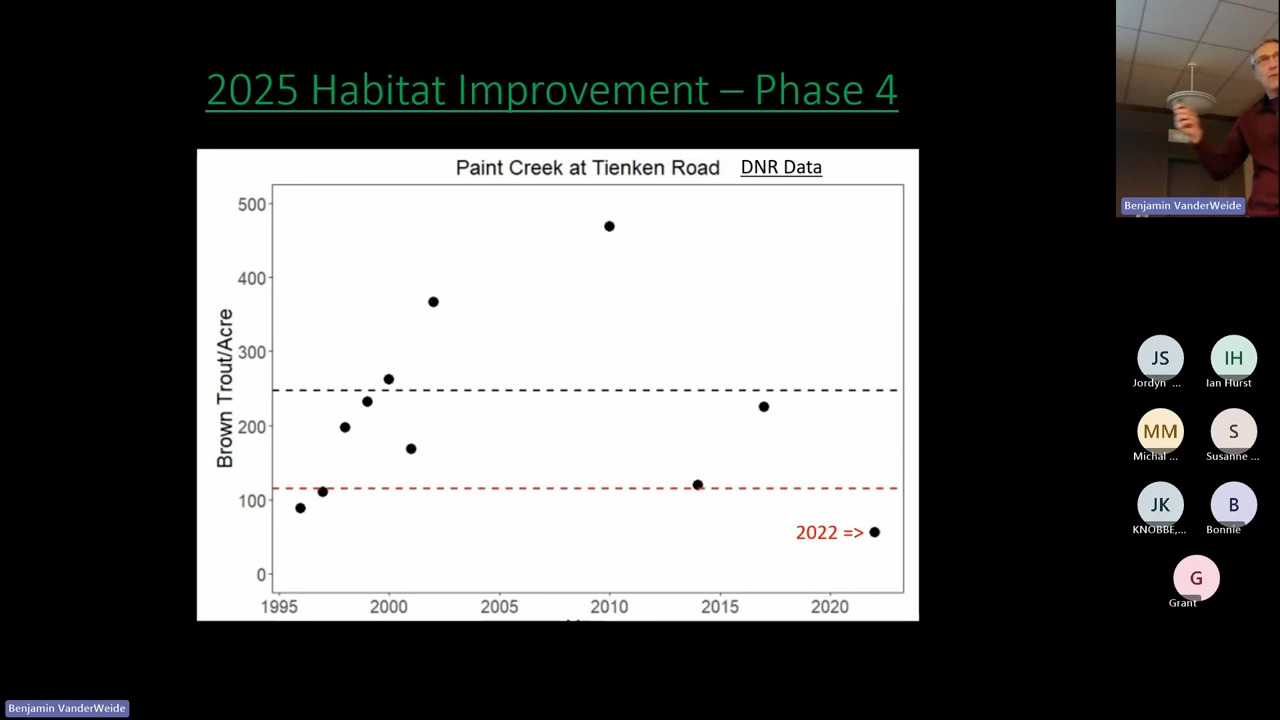 2025 Habitat Improvement – Phase 4
Paint Creek at Tienken Road DNR Data
Brown Trout/Acre
500
400
300
200
100
0
2022 =>
1995 2000 2005 2010 2015 2020
Benjamin VanderWeide
JS IH
Jordyn ... Ian Hurst
MM S
Michal ... Susanne ...
JK B
KNOBBE,... Bonnie
G
Grant
Benjamin VanderWeide